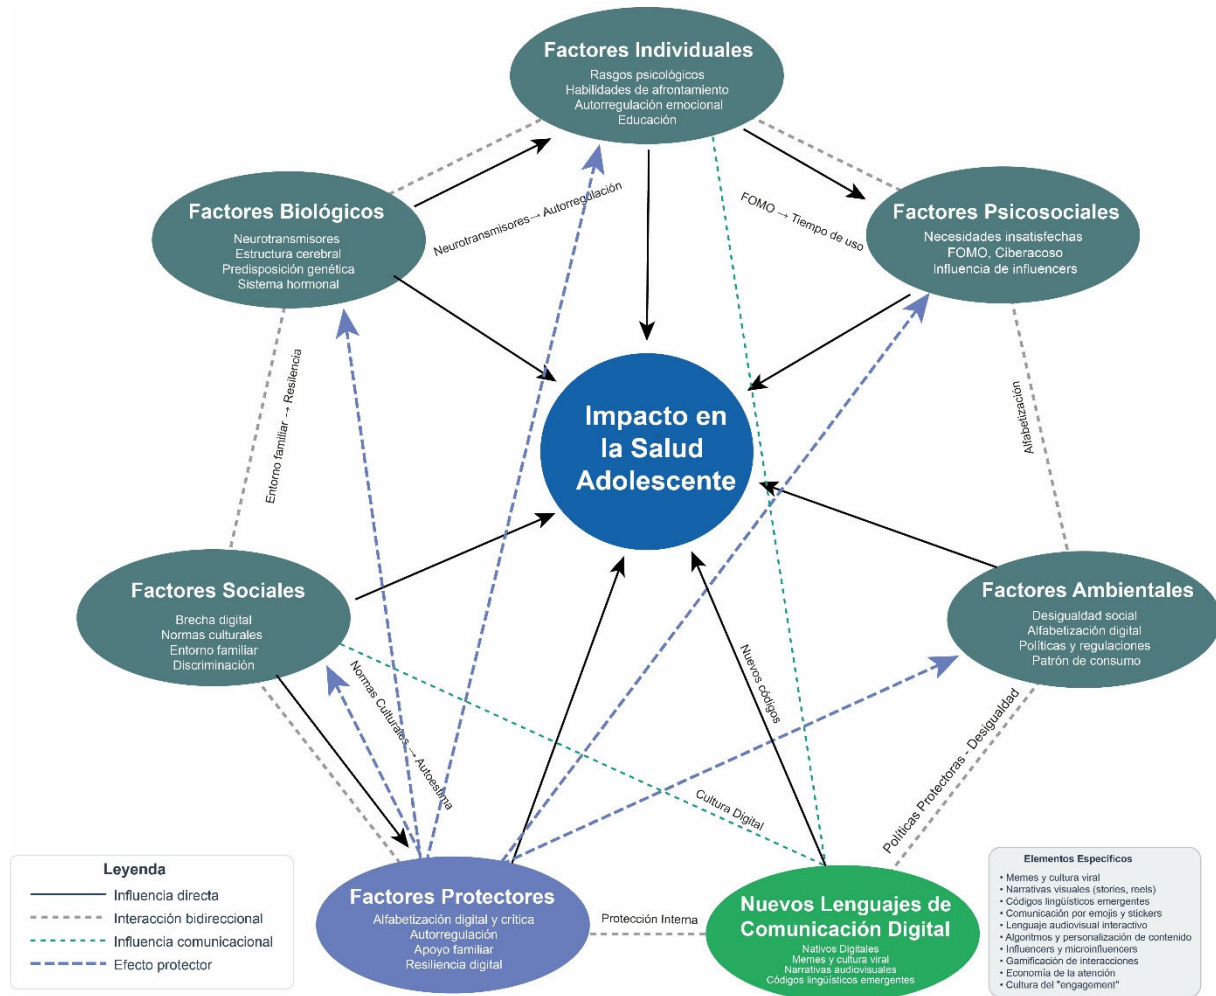 Factores Individuales
Rasgos psicológicos
Habilidades de afrontamiento
Autorregulación emocional
Educación
Factores Biológicos
Neurotransmisores
Estructura cerebral
Predisposición genética
Sistema hormonal
Neurotransmisores→ Autorregulación
FOMO → Tiempo de uso
Factores Psicosociales
Necesidades insatisfechas
FOMO, Ciberacoso
Influencia de influencers
Entorno familiar → Resilencia
Impacto en
la Salud
Adolescente
Alfabetización
Factores Sociales
Brecha digital
Normas culturales
Entorno familiar
Discriminación
Factores Ambientales
Desigualdad social
Alfabetización digital
Políticas y regulaciones
Patrón de consumo
Normas Culturales → Autoestima
Nuevos códigos
Cultura Digital
Políticas Protectoras - Desigualdad
Leyenda
Influencia directa
Interacción bidireccional
Influencia comunicacional
Efecto protector
Factores Protectores
Alfabetización digital y crítica
Autorregulación
Apoyo familiar
Resiliencia digital
Protección Interna
Nuevos Lenguajes de
Comunicación Digital
Nativos Digitales
Memes y cultura viral
Narrativas audiovisuales
Códigos lingüísticos emergentes
Elementos Específicos
• Memes y cultura viral
• Narrativas visuales (stories, reels)
• Códigos lingüísticos emergentes
• Comunicación por emojis y stickers
• Lenguaje audiovisual interactivo
• Algoritmos y personalización de contenido
• Influencers y microinfluencers
• Gamificación de interacciones
• Economía de la atención
• Cultura del "engagement"